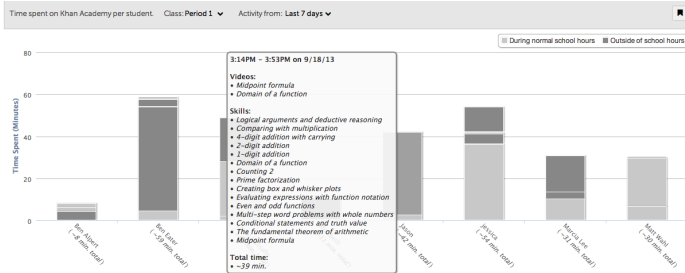 Time spent on Khan Academy per student. Class: Period 1 Activity from: Last 7 days
During normal school hours Outside of school hours
Time Spent (Minutes)
80
60
40
20
0
3:14PM – 3:53PM on 9/18/13
Videos:
• Midpoint formula
• Domain of a function
Skills:
• Logical arguments and deductive reasoning
• Comparing with multiplication
• 4-digit addition with carrying
• 2-digit addition
• 1-digit addition
• Domain of a function
• Counting 2
• Prime factorization
• Creating box and whisker plots
• Evaluating expressions with function notation
• Even and odd functions
• Multi-step word problems with whole numbers
• Conditional statements and truth value
• The fundamental theorem of arithmetic
• Midpoint formula
Total time:
• ~39 min.
Ben Alpert
(~8 min. total)
Ben Eater
(~59 min. total)
Jason
(~42 min. total)
Jessica
(~54 min. total)
Marcia Lee
(~31 min. total)
Matt Wahl
(~30 min. total)